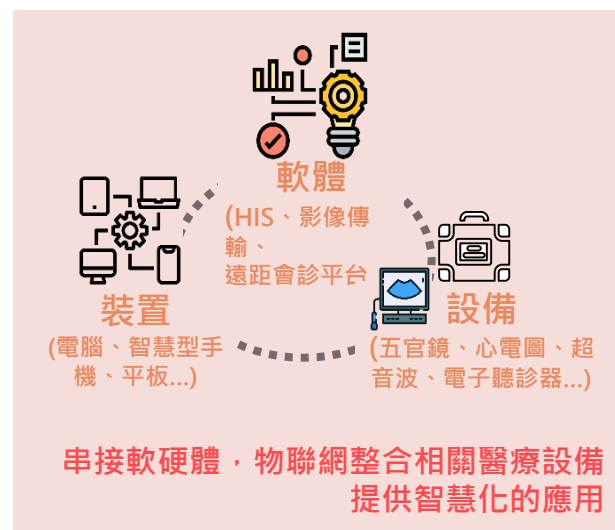 軟體
(HIS、影像傳
輸、
遠距會診平台
裝置
(電腦、智慧型手
機、平板...)
設備
(五官鏡、心電圖、超
音波、電子聽診器...)
串接軟硬體，物聯網整合相關醫療設備
提供智慧化的應用